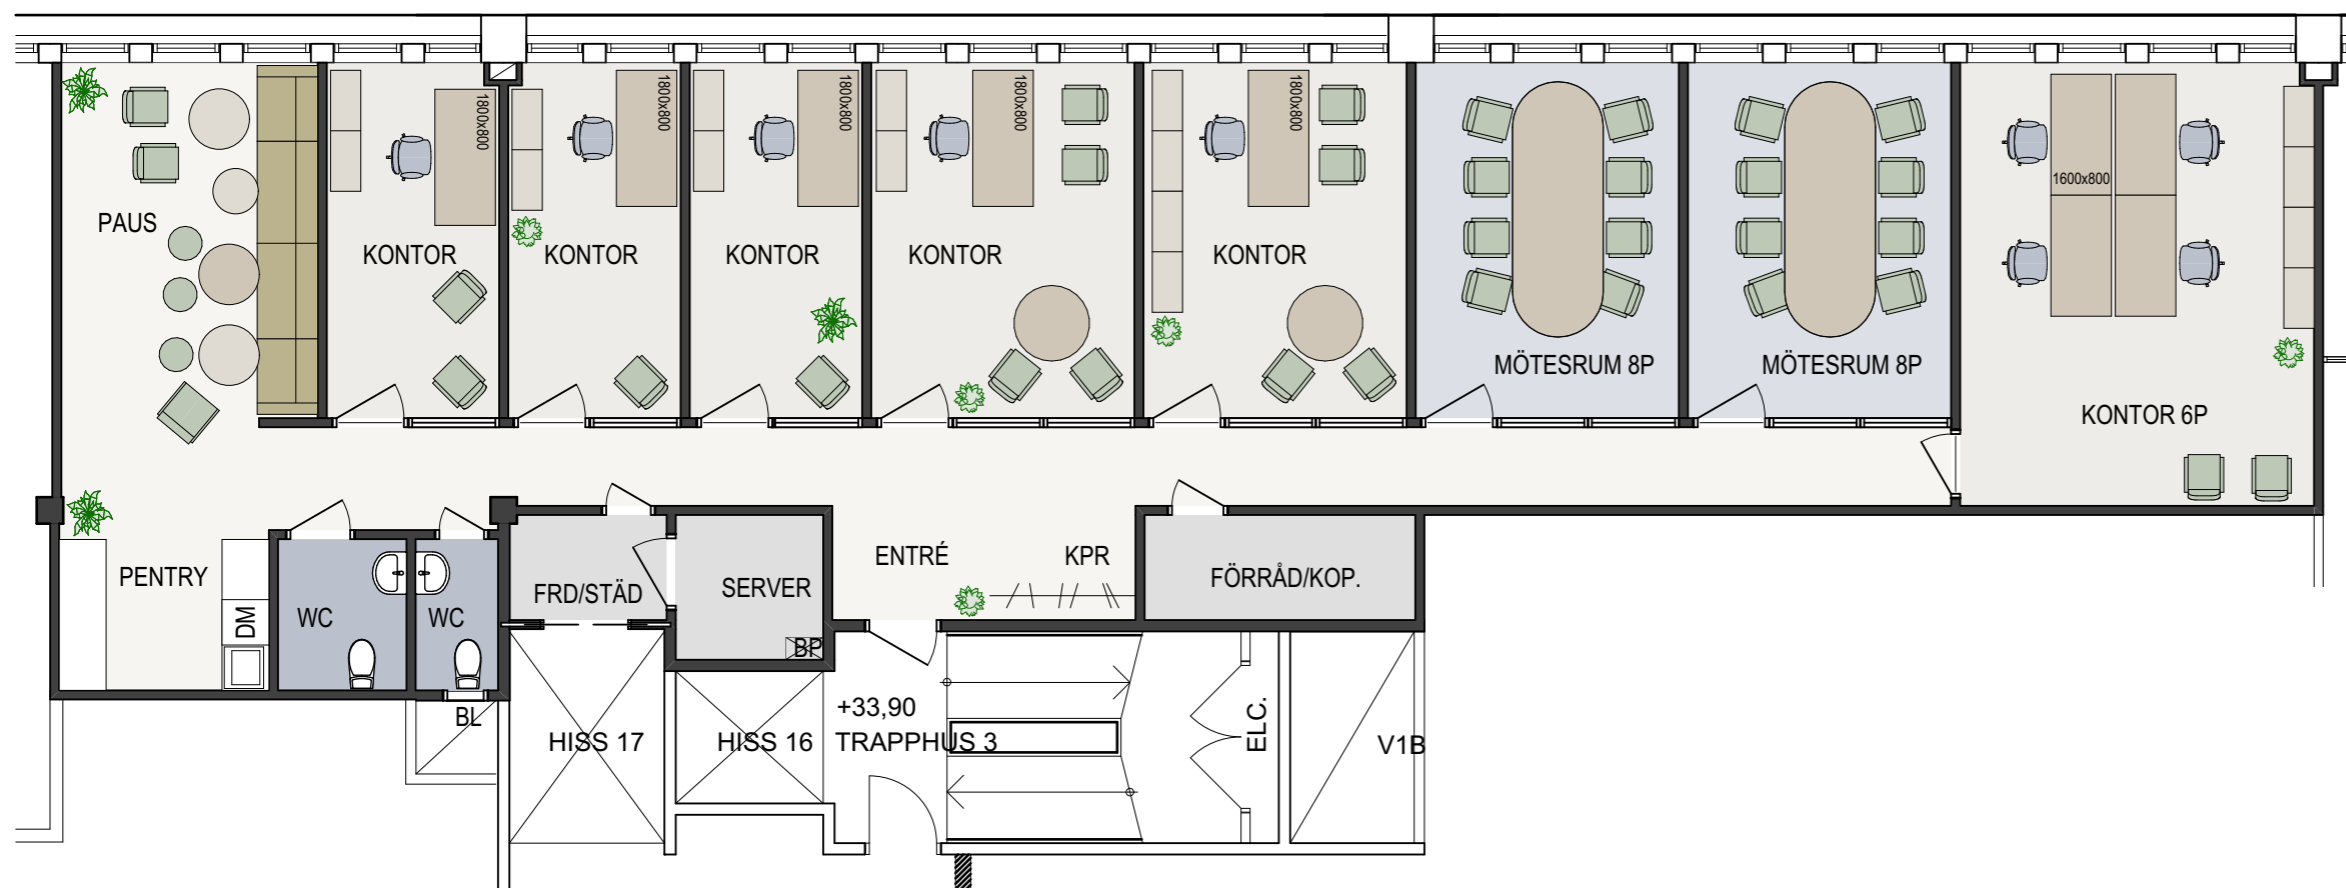 1800x800
1800x800
1800x800
1800x800
1800x800
1600x800
PAUS
KONTOR
KONTOR
KONTOR
KONTOR
KONTOR
MÖTESRUM 8P
MÖTESRUM 8P
KONTOR 6P
PENTRY
DM
WC
WC
FRD/STÄD
SERVER
BP
ENTRÉ
KPR
FÖRRÅD/KOP.
BL
HISS 17
HISS 16
+33,90
TRAPPHUS 3
ELC.
V1B